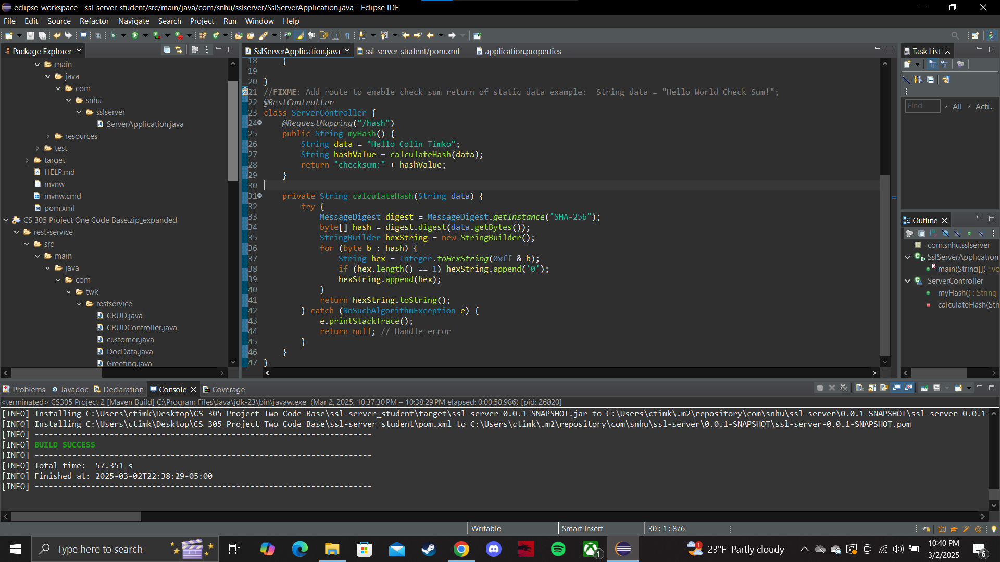 eclipse-workspace - ssl-server_student/src/main/java/com/snhu/sslserver/SslServerApplication.java - Eclipse IDE
File Edit Source Refactor Navigate Search Project Run Window Help
Package Explorer
main
java
com
snhu
sslserver
ServerApplication.java
resources
test
target
HELP.md
mvnw
mvnw.cmd
pom.xml
CS 305 Project One Code Base.zip_expanded
rest-service
src
main
java
com
twk
restservice
CRUD.java
CRUDController.java
customer.java
DocData.java
Greeting.java
SslServerApplication.java ssl-server_student/pom.xml application.properties
18     }
19
20 }
21 //FIXME: Add route to enable check sum return of static data example:  String data = "Hello World Check Sum!";
22 @RestController
23 class ServerController {
24     @RequestMapping("/hash")
25     public String myHash() {
26         String data = "Hello Colin Timko";
27         String hashValue = calculateHash(data);
28         return "checksum:" + hashValue;
29     }
30
31     private String calculateHash(String data) {
32         try {
33             MessageDigest digest = MessageDigest.getInstance("SHA-256");
34             byte[] hash = digest.digest(data.getBytes());
35             StringBuilder hexString = new StringBuilder();
36             for (byte b : hash) {
37                 String hex = Integer.toHexString(0xff & b);
38                 if (hex.length() == 1) hexString.append('0');
39                 hexString.append(hex);
40             }
41             return hexString.toString();
42         } catch (NoSuchAlgorithmException e) {
43             e.printStackTrace();
44             return null; // Handle error
45         }
46     }
47 }
Task List
Find All Acti...
Outline
com.snhu.sslserver
SslServerApplication
main(String[]) : vo
ServerController
myHash() : String
calculateHash(Stri
Problems Javadoc Declaration Console Coverage
<terminated> CS305 Project 2 [Maven Build] C:\Program Files\Java\jdk-23\bin\javaw.exe (Mar 2, 2025, 10:37:30 PM – 10:38:29 PM elapsed: 0:00:58.986) [pid: 26820]
[INFO] Installing C:\Users\ctimk\Desktop\CS 305 Project Two Code Base\ssl-server_student\target\ssl-server-0.0.1-SNAPSHOT.jar to C:\Users\ctimk\.m2\repository\com\snhu\ssl-server\0.0.1-SNAPSHOT\ssl-server-0.0.1-
[INFO] Installing C:\Users\ctimk\Desktop\CS 305 Project Two Code Base\ssl-server_student\pom.xml to C:\Users\ctimk\.m2\repository\com\snhu\ssl-server\0.0.1-SNAPSHOT\ssl-server-0.0.1-SNAPSHOT.pom
[INFO] ------------------------------------------------------------------------
[INFO] BUILD SUCCESS
[INFO] ------------------------------------------------------------------------
[INFO] Total time:  57.351 s
[INFO] Finished at: 2025-03-02T22:38:29-05:00
[INFO] ------------------------------------------------------------------------
Writable Smart Insert 30 : 1 : 876
Type here to search
1
1
23°F Partly cloudy
10:40 PM
3/2/2025
6